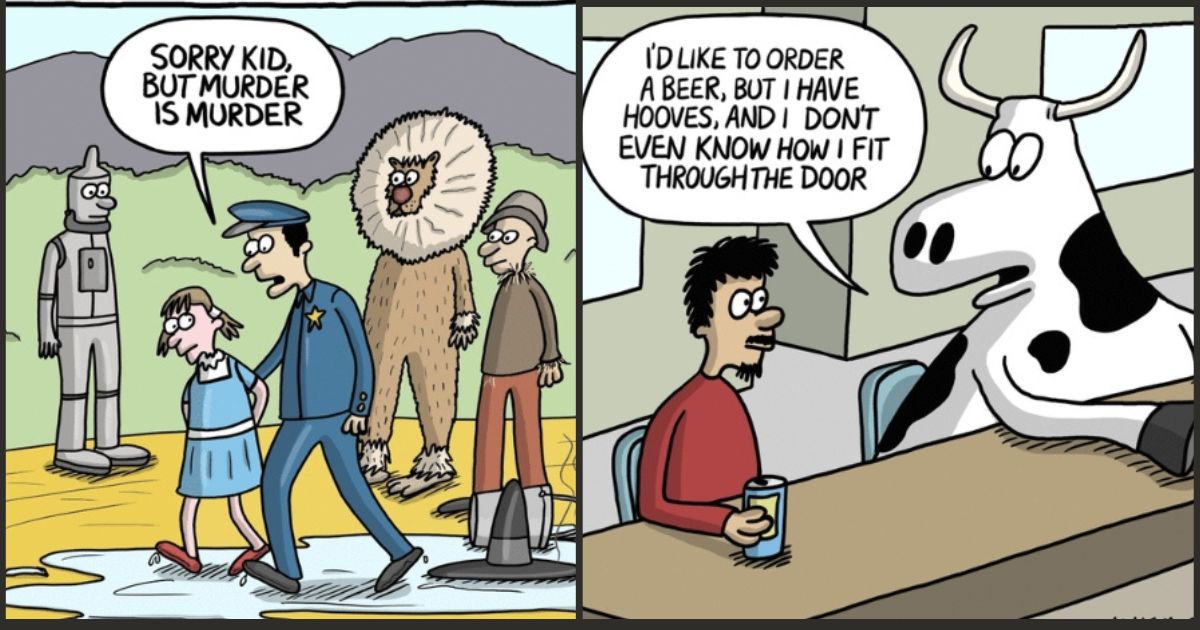 SORRY KID,
BUT MURDER
IS MURDER
I'D LIKE TO ORDER
A BEER, BUT I HAVE
HOOVES, AND I DON'T
EVEN KNOW HOW I FIT
THROUGH THE DOOR